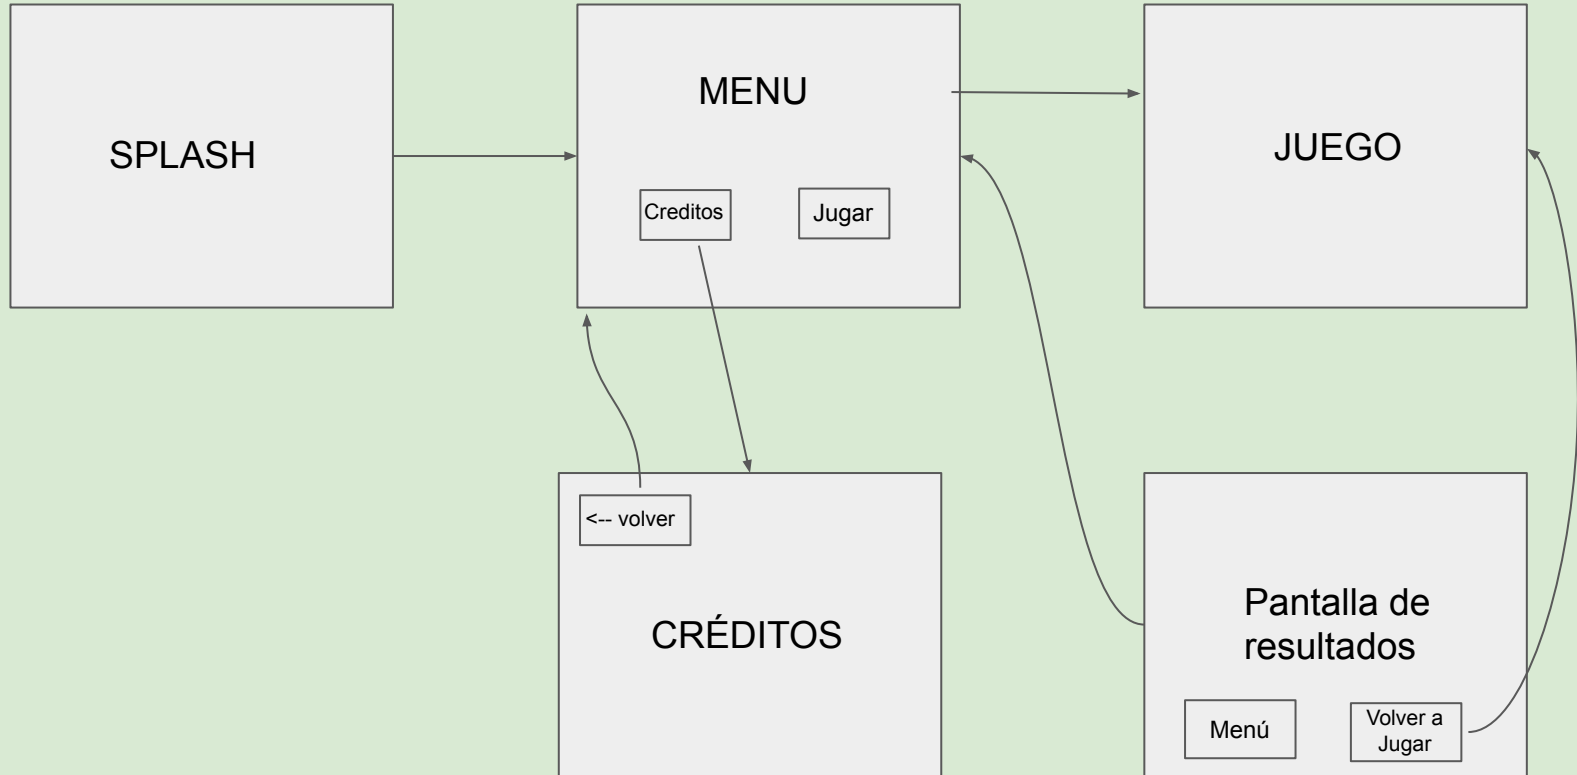 SPLASH
MENU
Creditos
Jugar
JUEGO
<-- volver
CRÉDITOS
Pantalla de
resultados
Menú
Volver a
Jugar